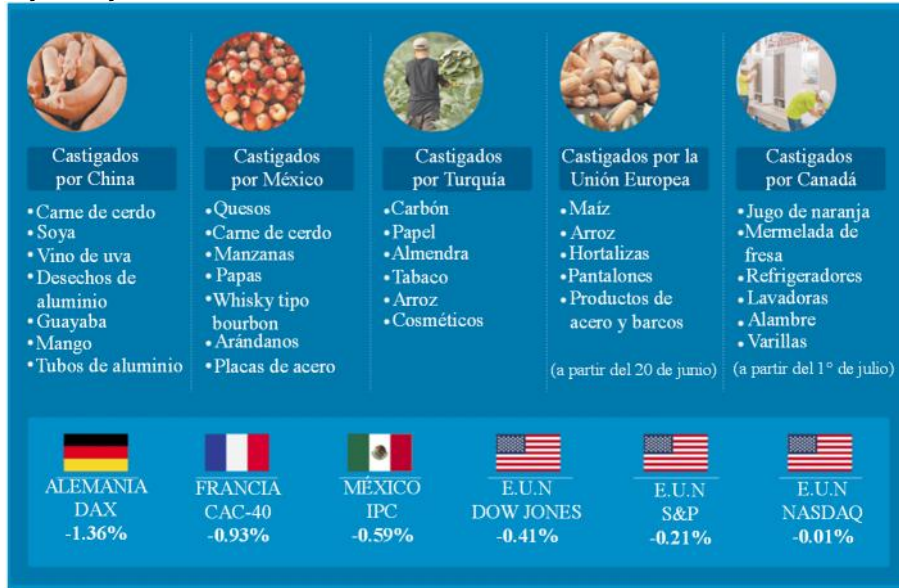 Castigados
por China
• Carne de cerdo
• Soya
• Vino de uva
• Desechos de
aluminio
• Guayaba
• Mango
• Tubos de aluminio
Castigados
por México
• Quesos
• Carne de cerdo
• Manzanas
• Papas
• Whisky tipo
bourbon
• Arándanos
• Placas de acero
Castigados
por Turquía
• Carbón
• Papel
• Almendra
• Tabaco
• Arroz
• Cosméticos
Castigados por la
Unión Europea
• Maíz
• Arroz
• Hortalizas
• Pantalones
• Productos de
acero y barcos
(a partir del 20 de junio)
Castigados
por Canadá
• Jugo de naranja
• Mermelada de
fresa
• Refrigeradores
• Lavadoras
• Alambre
• Varillas
(a partir del 1° de julio)
ALEMANIA
DAX
-1.36%
FRANCIA
CAC-40
-0.93%
MÉXICO
IPC
-0.59%
E.U.N
DOW JONES
-0.41%
E.U.N
S&P
-0.21%
E.U.N
NASDAQ
-0.01%